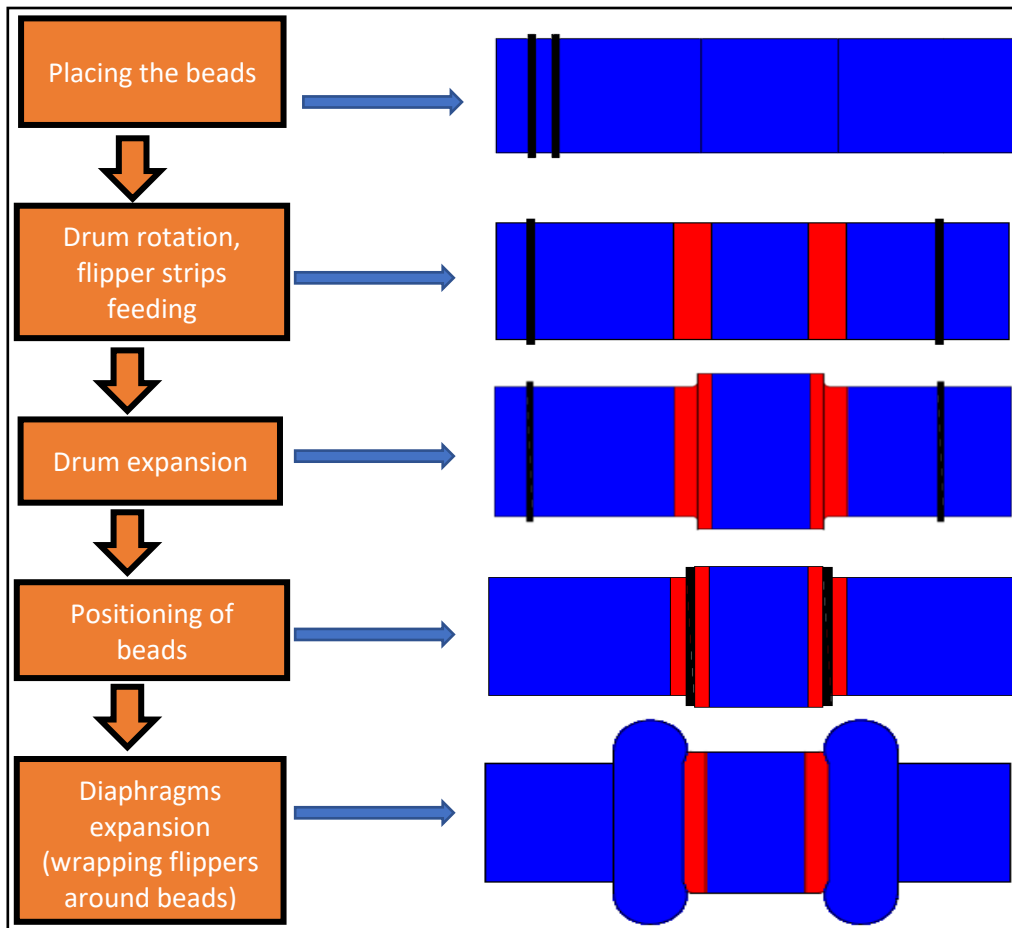 Placing the beads
Drum rotation,
flipper strips
feeding
Drum expansion
Positioning of
beads
Diaphragms
expansion
(wrapping flippers
around beads)